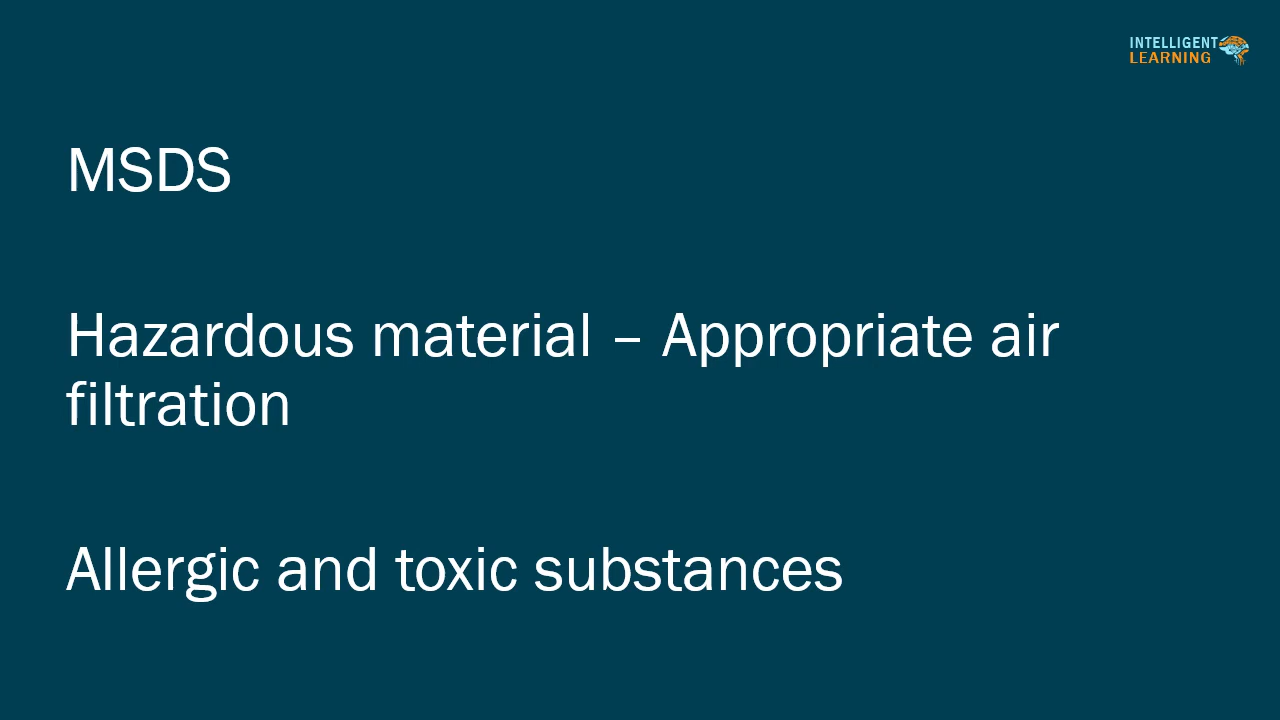 INTELLIGENT
LEARNING
MSDS
Hazardous material – Appropriate air
filtration
Allergic and toxic substances